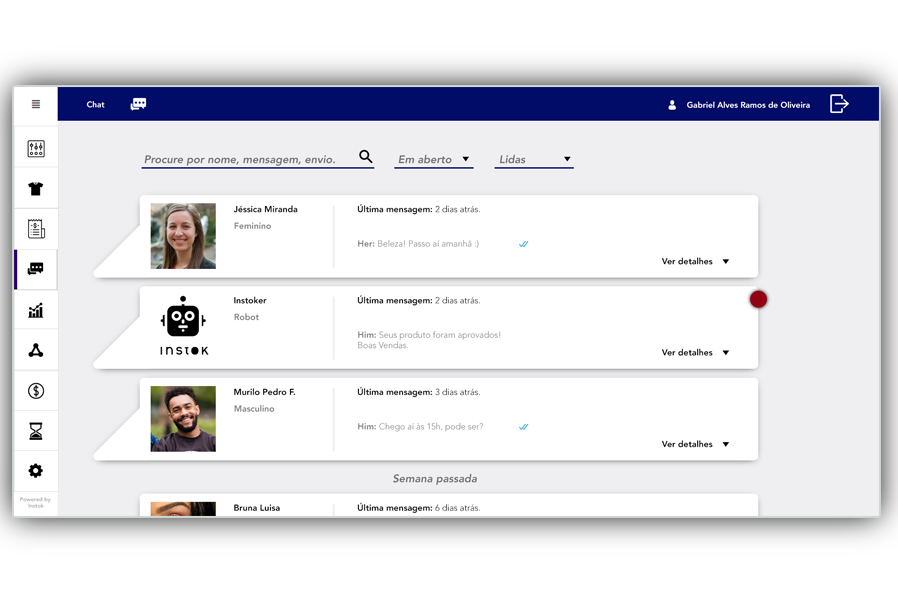 Chat
Gabriel Alves Ramos de Oliveira
Procure por nome, mensagem, envio.
Em aberto
Lidas
Jéssica Miranda
Feminino
Última mensagem: 2 dias atrás.
Her: Beleza! Passo aí amanhã :)
Ver detalhes
INSTOK
Instoker
Robot
Última mensagem: 2 dias atrás.
Him: Seus produto foram aprovados!
Boas Vendas.
Ver detalhes
Murilo Pedro F.
Masculino
Última mensagem: 3 dias atrás.
Him: Chego ai às 15h, pode ser?
Ver detalhes
Semana passada
Bruna Luisa
Última mensagem: 6 dias atrás.
Powered by
Instok